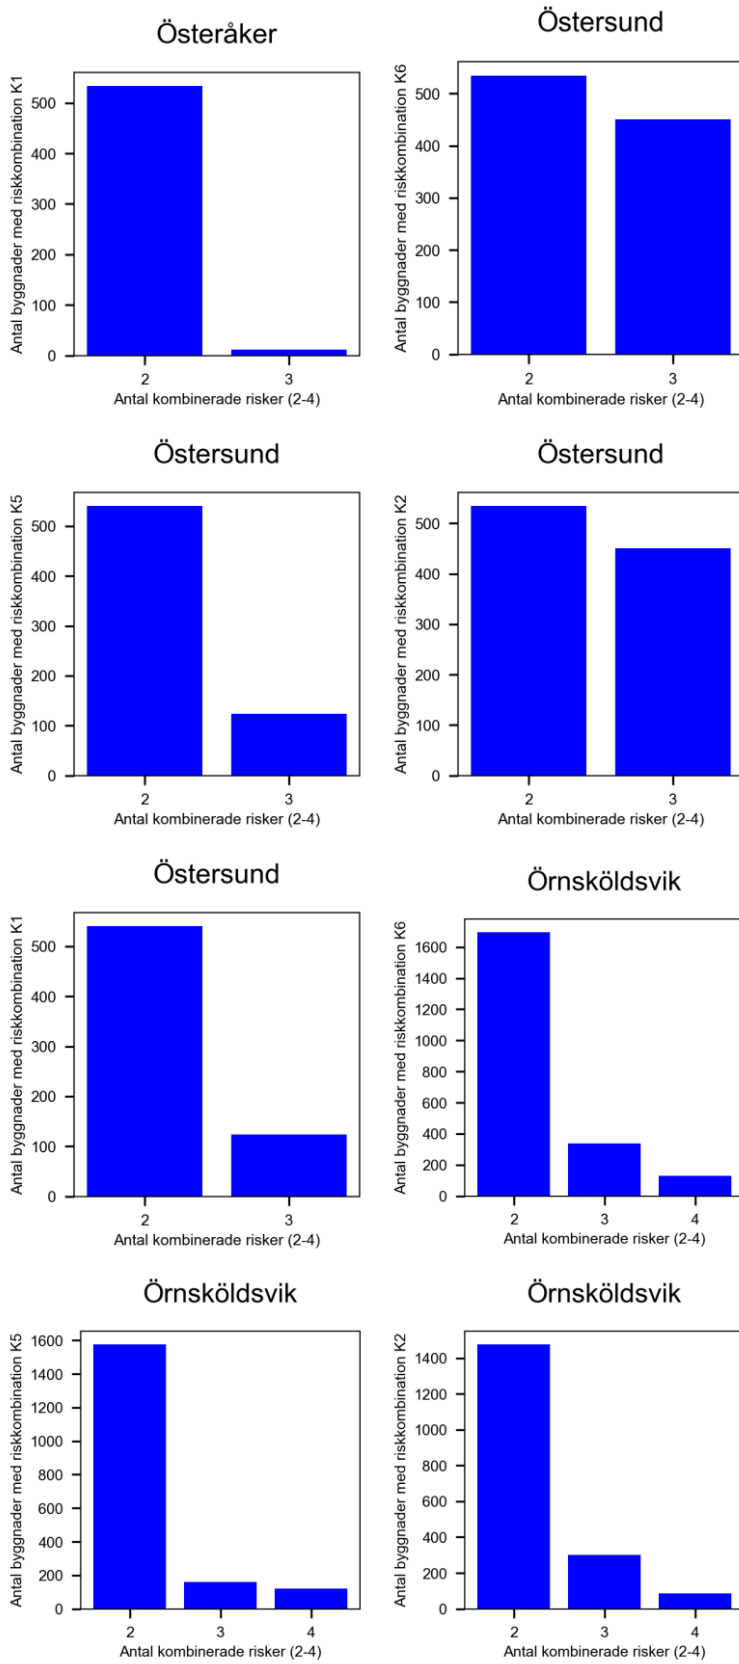 Österåker
Antal byggnader med riskkombination K1
500
400
300
200
100
0
2 3
Antal kombinerade risker (2-4)
Östersund
Antal byggnader med riskkombination K6
500
400
300
200
100
0
2 3
Antal kombinerade risker (2-4)
Östersund
Antal byggnader med riskkombination K5
500
400
300
200
100
0
2 3
Antal kombinerade risker (2-4)
Östersund
Antal byggnader med riskkombination K2
500
400
300
200
100
0
2 3
Antal kombinerade risker (2-4)
Östersund
Antal byggnader med riskkombination K1
500
400
300
200
100
0
2 3
Antal kombinerade risker (2-4)
Örnsköldsvik
Antal byggnader med riskkombination K6
1600
1400
1200
1000
800
600
400
200
0
2 3 4
Antal kombinerade risker (2-4)
Örnsköldsvik
Antal byggnader med riskkombination K5
1600
1400
1200
1000
800
600
400
200
0
2 3 4
Antal kombinerade risker (2-4)
Örnsköldsvik
Antal byggnader med riskkombination K2
1400
1200
1000
800
600
400
200
0
2 3 4
Antal kombinerade risker (2-4)